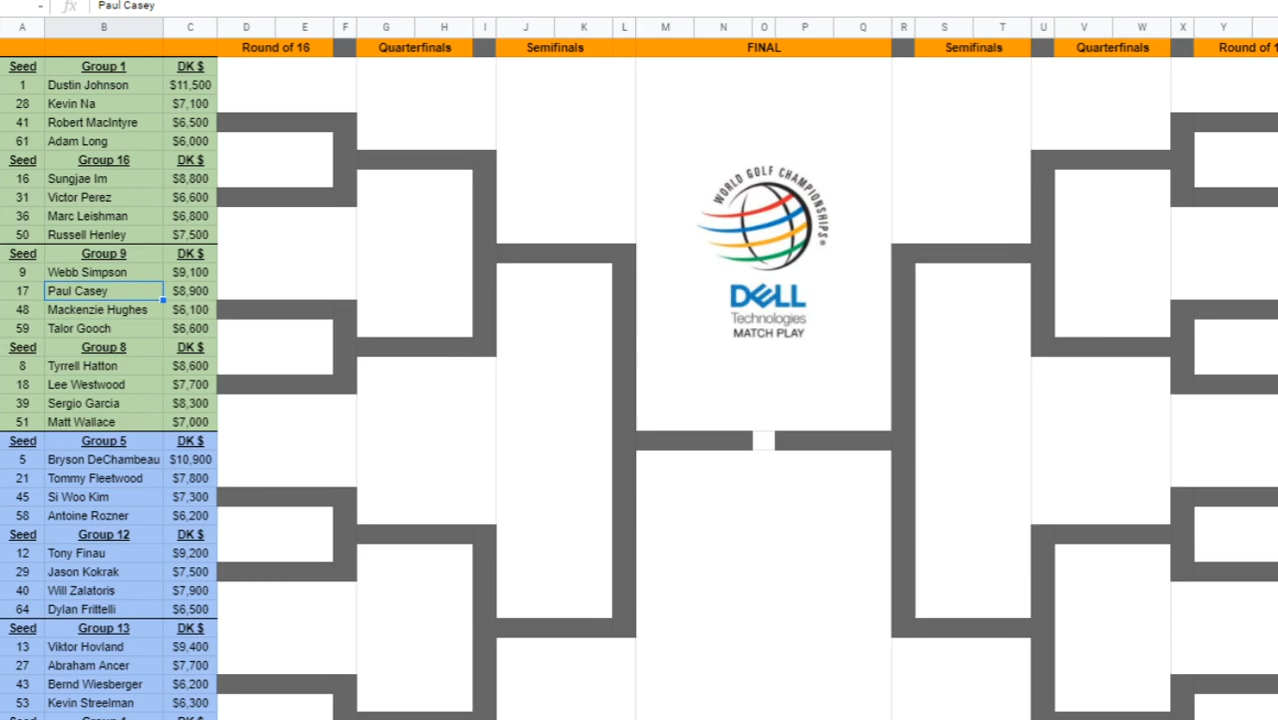 fx Paul Casey
A B C D E F G H I J K L M N O P Q R S T U V W X Y
Round of 16 Quarterfinals Semifinals FINAL Semifinals Quarterfinals Round of 1
Seed Group 1 DK $
1 Dustin Johnson $11,500
28 Kevin Na $7,100
41 Robert MacIntyre $6,500
61 Adam Long $6,000
Seed Group 16 DK $
16 Sungjae Im $8,800
31 Victor Perez $6,600
36 Marc Leishman $6,800
50 Russell Henley $7,500
Seed Group 9 DK $
9 Webb Simpson $9,100
17 Paul Casey $8,900
48 Mackenzie Hughes $6,100
59 Talor Gooch $6,600
Seed Group 8 DK $
8 Tyrrell Hatton $8,600
18 Lee Westwood $7,700
39 Sergio Garcia $8,300
51 Matt Wallace $7,000
Seed Group 5 DK $
5 Bryson DeChambeau $10,900
21 Tommy Fleetwood $7,800
45 Si Woo Kim $7,300
58 Antoine Rozner $6,200
Seed Group 12 DK $
12 Tony Finau $9,200
29 Jason Kokrak $7,500
40 Will Zalatoris $7,900
64 Dylan Frittelli $6,500
Seed Group 13 DK $
13 Viktor Hovland $9,400
27 Abraham Ancer $7,700
43 Bernd Wiesberger $6,200
53 Kevin Streelman $6,300
WORLD GOLF CHAMPIONSHIPS®
DELL
Technologies
MATCH PLAY